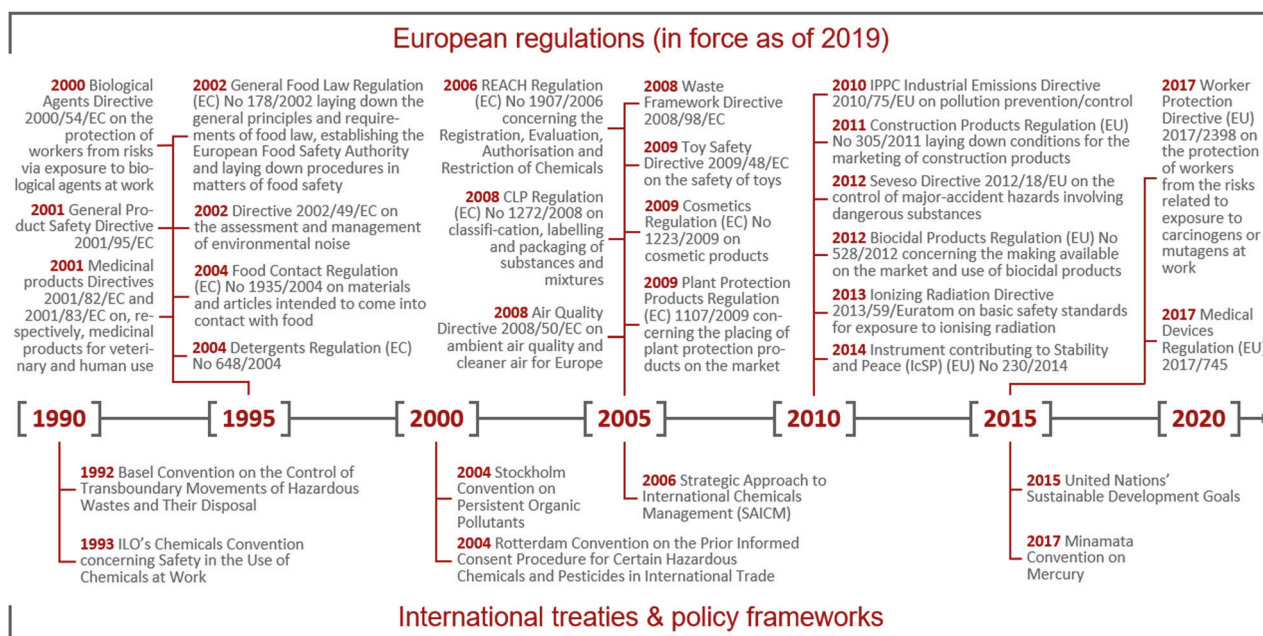 European regulations (in force as of 2019)
2000 Biological
Agents Directive
2000/54/EC on the
protection of
workers from risks
via exposure to bio-
logical agents at work
2001 General Pro-
duct Safety Directive
2001/95/EC
2001 Medicinal
products Directives
2001/82/EC and
2001/83/EC on, re-
spectively, medicinal
products for veteri-
nary and human use
2002 General Food Law Regulation
(EC) No 178/2002 laying down the
general principles and require-
ments of food law, establishing the
European Food Safety Authority
and laying down procedures in
matters of food safety
2002 Directive 2002/49/EC on
the assessment and management
of environmental noise
2004 Food Contact Regulation
(EC) No 1935/2004 on materials
and articles intended to come into
contact with food
2004 Detergents Regulation (EC)
No 648/2004
2006 REACH Regulation
(EC) No 1907/2006
concerning the
Registration, Evaluation,
Authorisation and
Restriction of Chemicals
2008 CLP Regulation
(EC) No 1272/2008 on
classifi-cation, labelling
and packaging of
substances and
mixtures
2008 Air Quality
Directive 2008/50/EC on
ambient air quality and
cleaner air for Europe
2008 Waste
Framework Directive
2008/98/EC
2009 Toy Safety
Directive 2009/48/EC
on the safety of toys
2009 Cosmetics
Regulation (EC) No
1223/2009 on
cosmetic products
2009 Plant Protection
Products Regulation
(EC) 1107/2009 con-
cerning the placing of
plant protection pro-
ducts on the market
2010 IPPC Industrial Emissions Directive
2010/75/EU on pollution prevention/control
2011 Construction Products Regulation (EU)
No 305/2011 laying down conditions for the
marketing of construction products
2012 Seveso Directive 2012/18/EU on the
control of major-accident hazards involving
dangerous substances
2012 Biocidal Products Regulation (EU) No
528/2012 concerning the making available
on the market and use of biocidal products
2013 Ionizing Radiation Directive
2013/59/Euratom on basic safety standards
for exposure to ionising radiation
2014 Instrument contributing to Stability
and Peace (IcSP) (EU) No 230/2014
2017 Worker
Protection
Directive (EU)
2017/2398 on
the protection
of workers
from the risks
related to
exposure to
carcinogens or
mutagens at
work
2017 Medical
Devices
Regulation (EU)
2017/745
1990
1995
2000
2005
2010
2015
2020
1992 Basel Convention on the Control of
Transboundary Movements of Hazardous
Wastes and Their Disposal
1993 ILO's Chemicals Convention
concerning Safety in the Use of
Chemicals at Work
2004 Stockholm
Convention on
Persistent Organic
Pollutants
2004 Rotterdam Convention on the Prior Informed
Consent Procedure for Certain Hazardous
Chemicals and Pesticides in International Trade
2006 Strategic Approach to
International Chemicals
Management (SAICM)
2015 United Nations'
Sustainable Development Goals
2017 Minamata
Convention on
Mercury
International treaties & policy frameworks